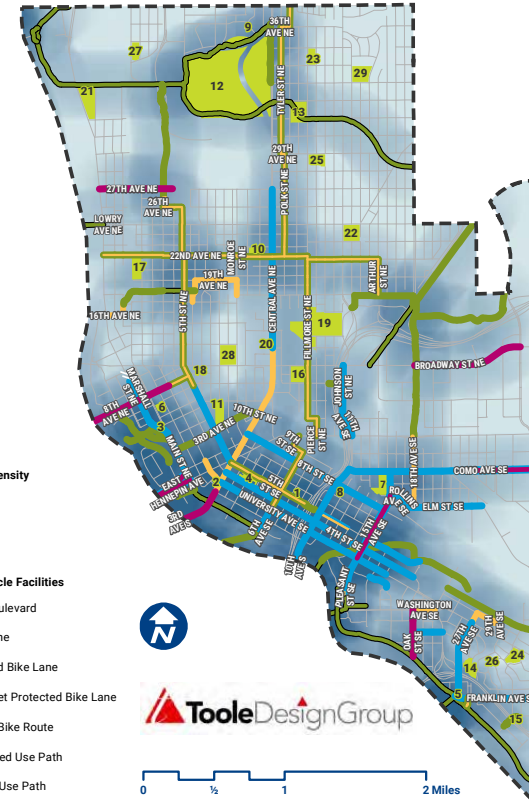 9
36TH
AVE NE
27
23
29
12
21
TYLER ST NE
13
29TH
AVE NE
25
27TH AVE NE
26TH
AVE NE
POLK ST NE
LOWRY
AVE NE
22
MONROE
ST NE
10
22ND AVE NE
17
19TH
AVE NE
ARTHUR
ST NE
5TH ST NE
CENTRAL AVE NE
FILLMORE ST NE
16TH AVE NE
19
20
28
BROADWAY ST NE
18
16
JOHNSON
ST NE
MARSHALL
ST NE
8TH
AVE NE
6
3
11
10TH ST NE
11TH
AVE SE
3RD AVE NE
MAIN ST NE
9TH
ST SE
PIERCE
ST NE
18TH AVE SE
8TH ST SE
COMO AVE SE
EAST
HENNEPIN AVE
2
4
5TH
ST SE
1
8
7
ROLLINS
AVE SE
ELM ST SE
3RD
AVE S
UNIVERSITY AVE SE
6TH
AVE SE
4TH ST SE
15TH
AVE SE
10TH
AVE S
PLEASANT
ST SE
WASHINGTON
AVE SE
OAK
ST SE
27TH
AVE SE
29TH
AVE SE
14
26
24
5
FRANKLIN AVE S
15
ensity
cle Facilities
ulevard
ne
d Bike Lane
et Protected Bike Lane
Bike Route
ed Use Path
Use Path
N
TooleDesignGroup
0 ½ 1 2 Miles